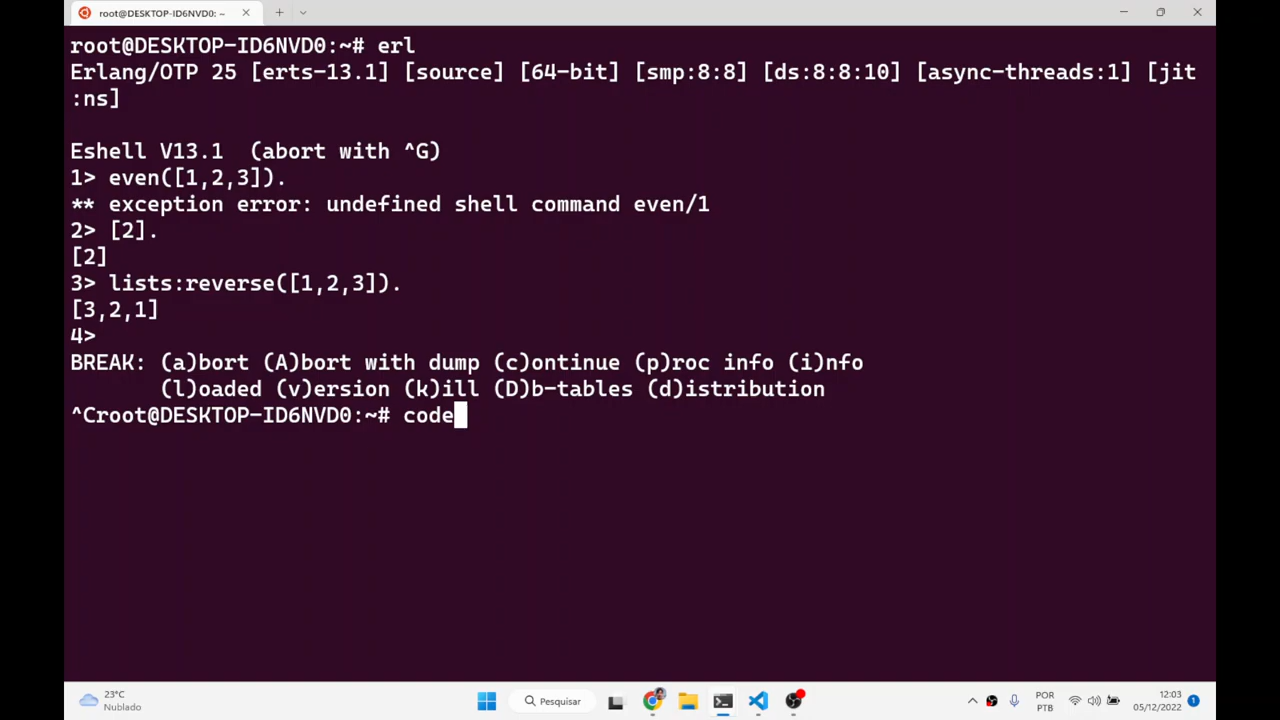 root@DESKTOP-ID6NVD0: ~
root@DESKTOP-ID6NVD0:~# erl
Erlang/OTP 25 [erts-13.1] [source] [64-bit] [smp:8:8] [ds:8:8:10] [async-threads:1] [jit
:ns]
Eshell V13.1  (abort with ^G)
1> even([1,2,3]).
** exception error: undefined shell command even/1
2> [2].
[2]
3> lists:reverse([1,2,3]).
[3,2,1]
4>
BREAK: (a)bort (A)bort with dump (c)ontinue (p)roc info (i)nfo
       (l)oaded (v)ersion (k)ill (D)b-tables (d)istribution
^Croot@DESKTOP-ID6NVD0:~# code
23°C
Nublado
Pesquisar
POR
PTB
12:03
05/12/2022
1